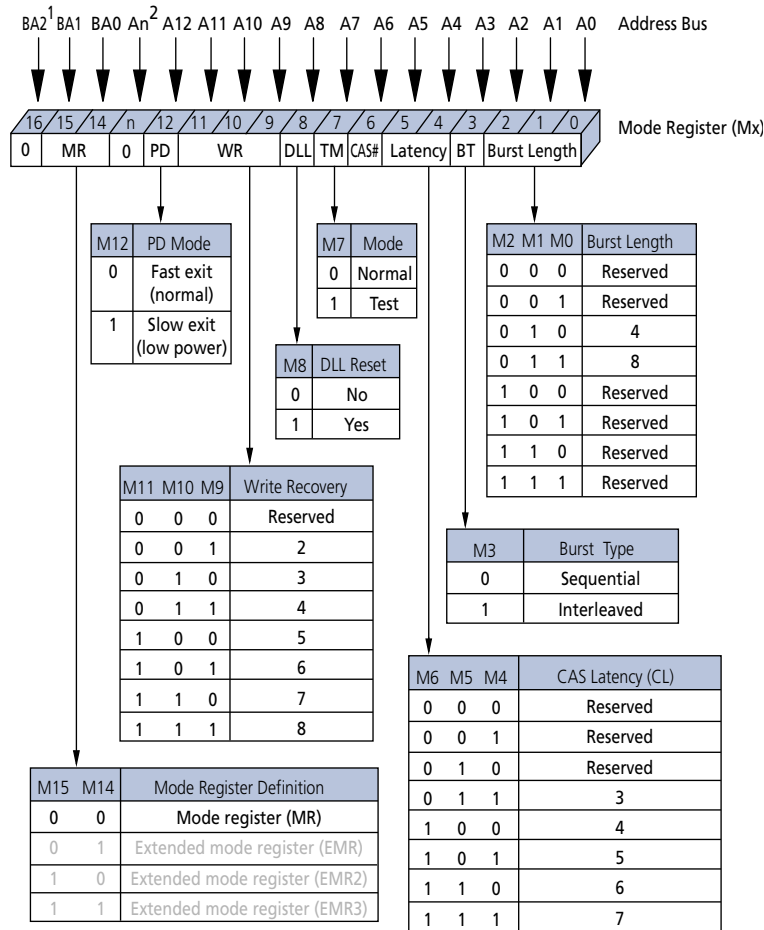 BA2¹ BA1 BA0 An² A12 A11 A10 A9 A8 A7 A6 A5 A4 A3 A2 A1 A0 Address Bus
16 15 14 n 12 11 10 9 8 7 6 5 4 3 2 1 0 Mode Register (Mx)
0 MR 0 PD WR DLL TM CAS# Latency BT Burst Length
M12 PD Mode
0 Fast exit
(normal)
1 Slow exit
(low power)
M7 Mode
0 Normal
1 Test
M2 M1 M0 Burst Length
0 0 0 Reserved
0 0 1 Reserved
0 1 0 4
0 1 1 8
1 0 0 Reserved
1 0 1 Reserved
1 1 0 Reserved
1 1 1 Reserved
M8 DLL Reset
0 No
1 Yes
M11 M10 M9 Write Recovery
0 0 0 Reserved
0 0 1 2
0 1 0 3
0 1 1 4
1 0 0 5
1 0 1 6
1 1 0 7
1 1 1 8
M3 Burst Type
0 Sequential
1 Interleaved
M6 M5 M4 CAS Latency (CL)
0 0 0 Reserved
0 0 1 Reserved
0 1 0 Reserved
0 1 1 3
1 0 0 4
1 0 1 5
1 1 0 6
1 1 1 7
M15 M14 Mode Register Definition
0 0 Mode register (MR)
0 1 Extended mode register (EMR)
1 0 Extended mode register (EMR2)
1 1 Extended mode register (EMR3)